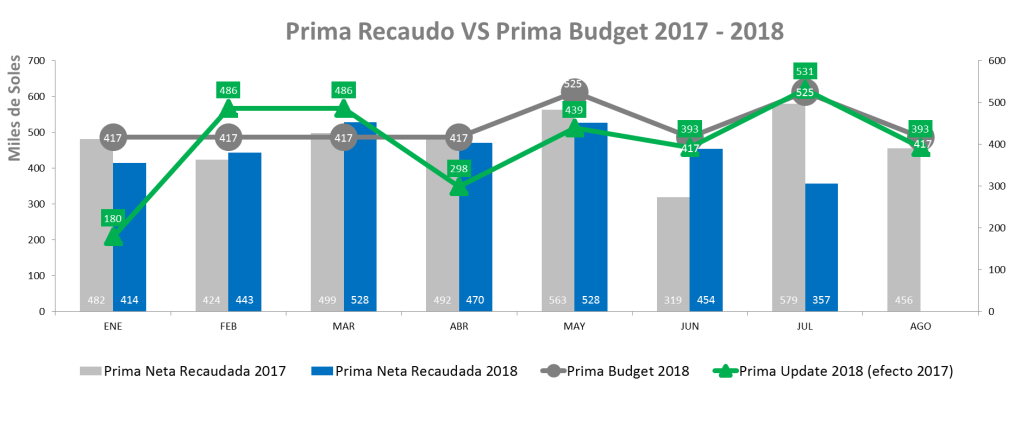 Prima Recaudo VS Prima Budget 2017 - 2018
Miles de Soles
700 600
600 500
500 400
400 300
300 200
200 100
100 0
0
525 531
486 486 525
439 393 393
417 417 417 417 417 417
298
180
482 414 424 443 499 528 492 470 563 528 319 454 579 357 456
ENE FEB MAR ABR MAY JUN JUL AGO
Prima Neta Recaudada 2017 Prima Neta Recaudada 2018 Prima Budget 2018 Prima Update 2018 (efecto 2017)